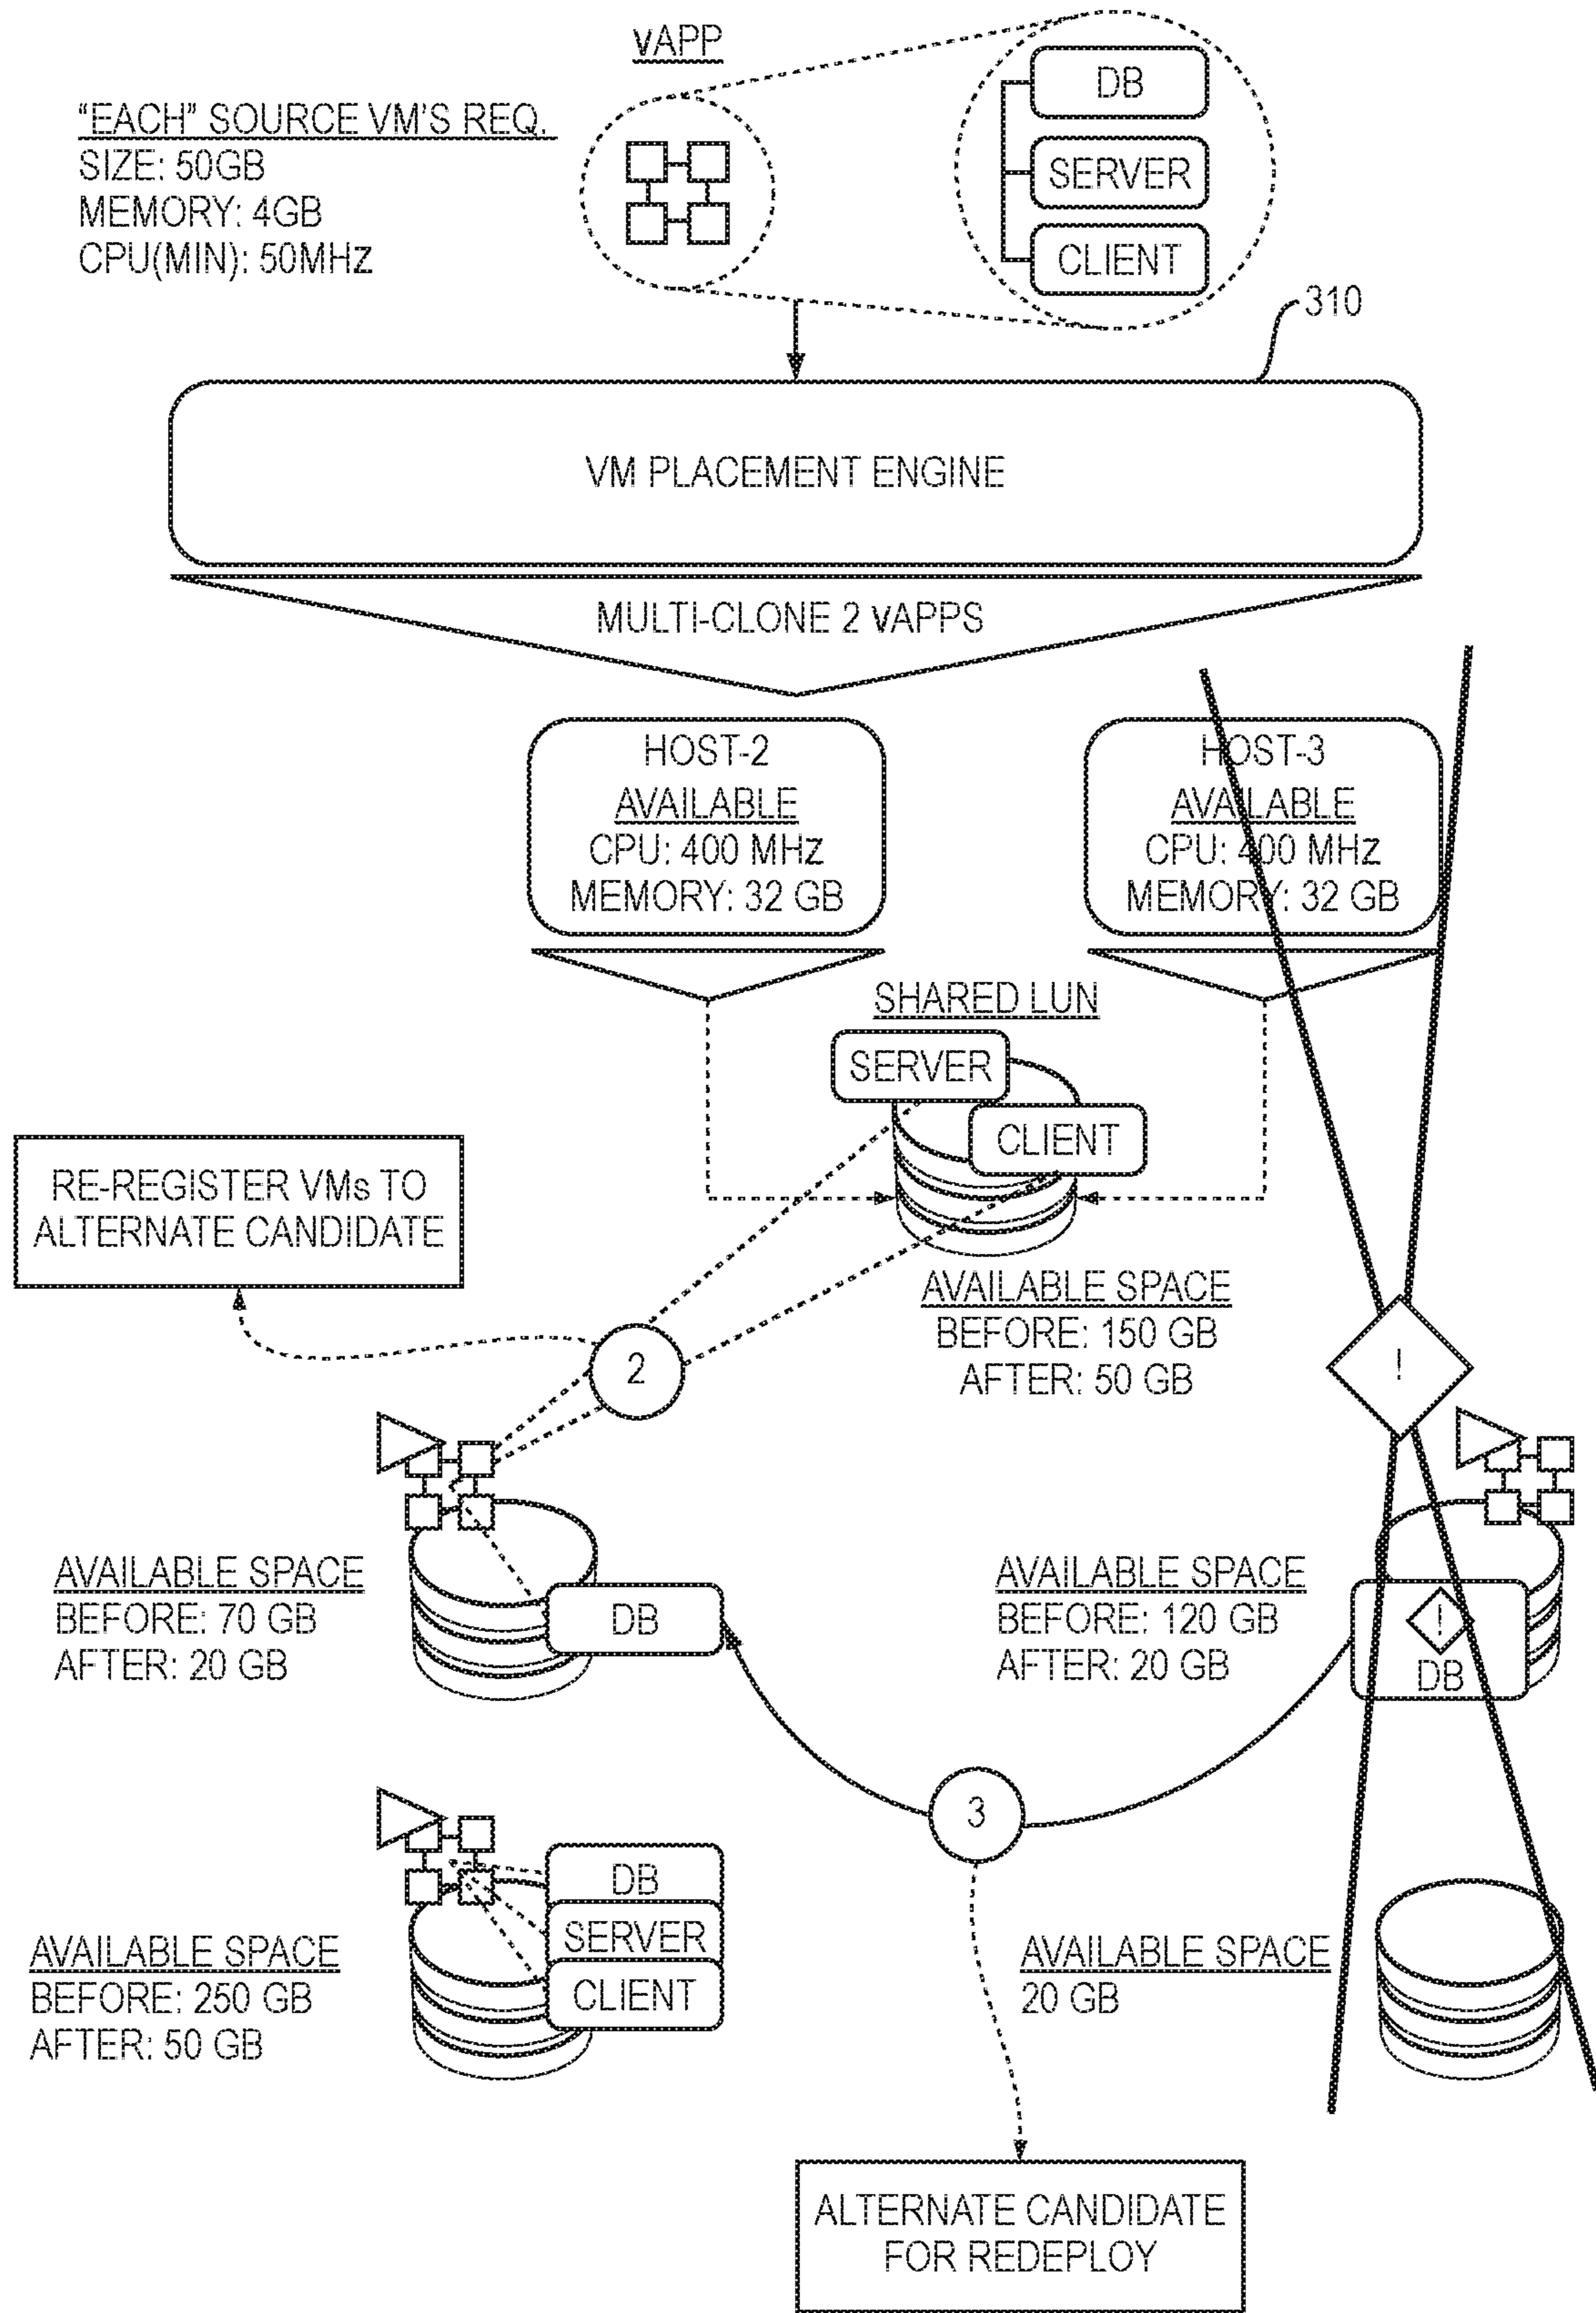 vAPP
"EACH" SOURCE VM'S REQ.
SIZE: 50GB
MEMORY: 4GB
CPU(MIN): 50MHz
DB
SERVER
CLIENT
310
VM PLACEMENT ENGINE
MULTI-CLONE 2 vAPPS
HOST-2
AVAILABLE
CPU: 400 MHz
MEMORY: 32 GB
HOST-3
AVAILABLE
CPU: 400 MHz
MEMORY: 32 GB
SHARED LUN
SERVER
CLIENT
AVAILABLE SPACE
BEFORE: 150 GB
AFTER: 50 GB
RE-REGISTER VMs TO
ALTERNATE CANDIDATE
2
!
AVAILABLE SPACE
BEFORE: 70 GB
AFTER: 20 GB
DB
AVAILABLE SPACE
BEFORE: 120 GB
AFTER: 20 GB
!
DB
3
AVAILABLE SPACE
BEFORE: 250 GB
AFTER: 50 GB
DB
SERVER
CLIENT
AVAILABLE SPACE
20 GB
ALTERNATE CANDIDATE
FOR REDEPLOY